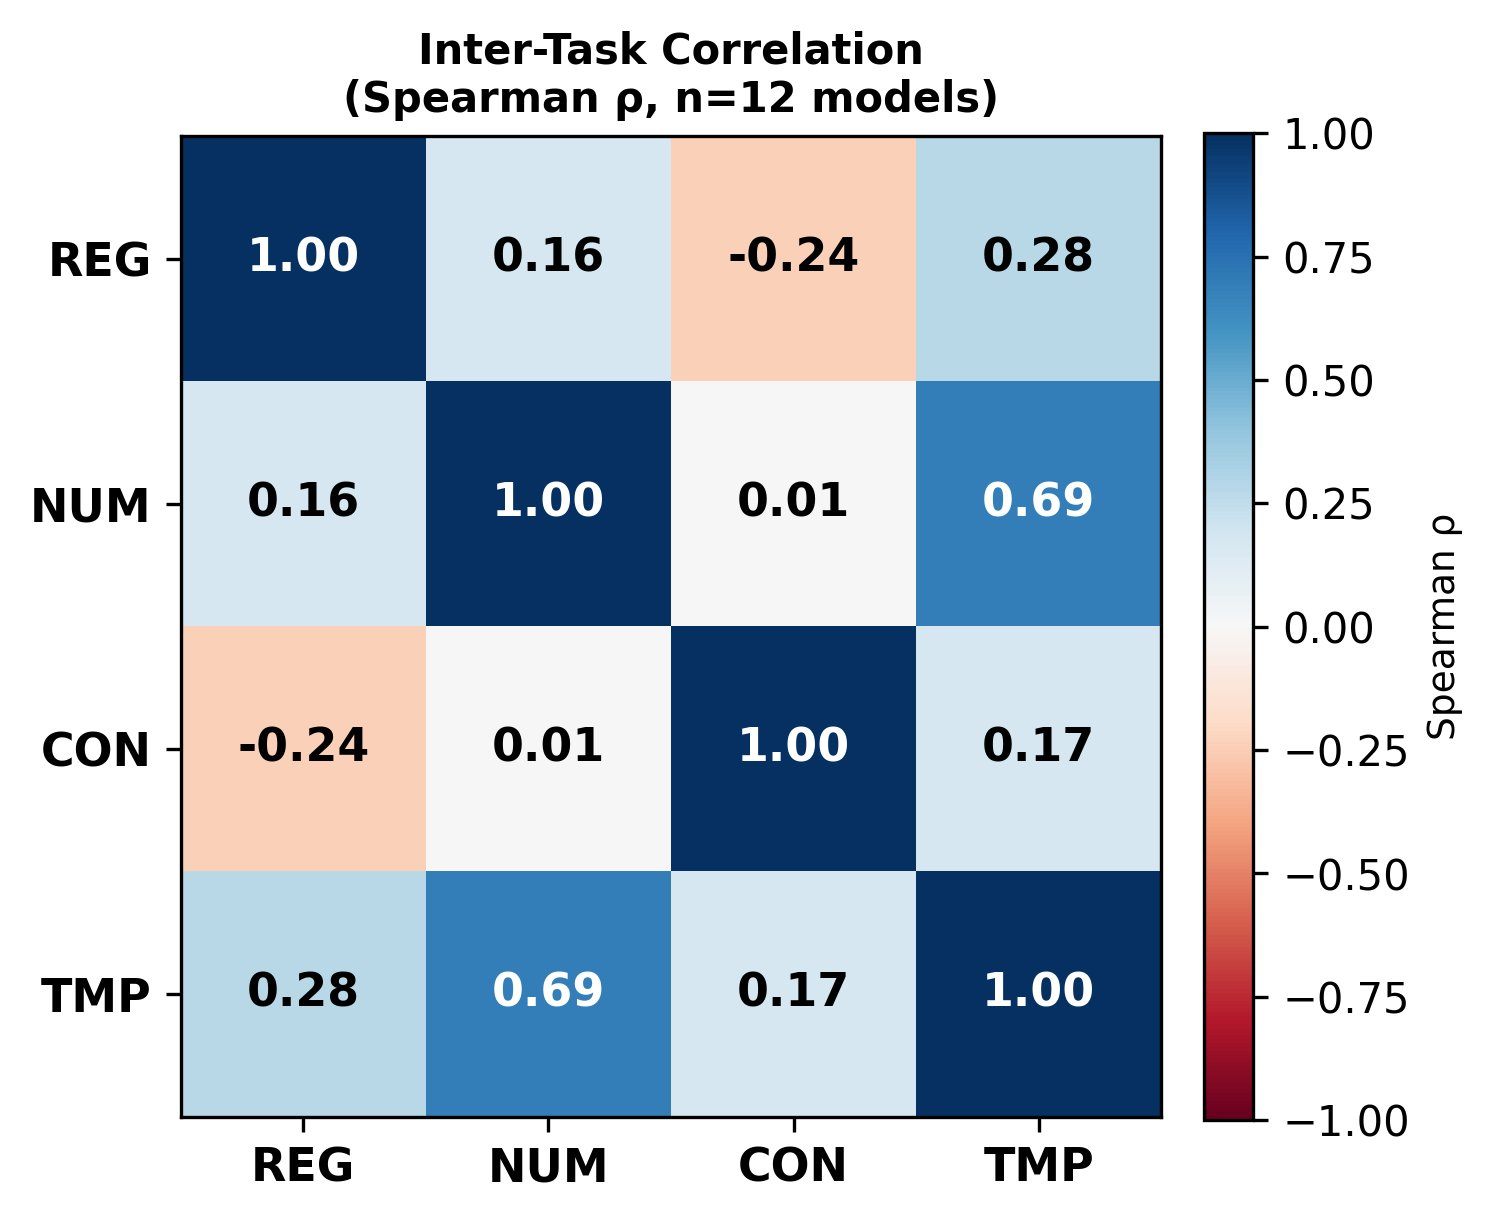 Inter-Task Correlation
(Spearman ρ, n=12 models)
REG 1.00 0.16 -0.24 0.28
NUM 0.16 1.00 0.01 0.69
CON -0.24 0.01 1.00 0.17
TMP 0.28 0.69 0.17 1.00
REG NUM CON TMP
1.00
0.75
0.50
0.25
0.00
−0.25
−0.50
−0.75
−1.00
Spearman ρ